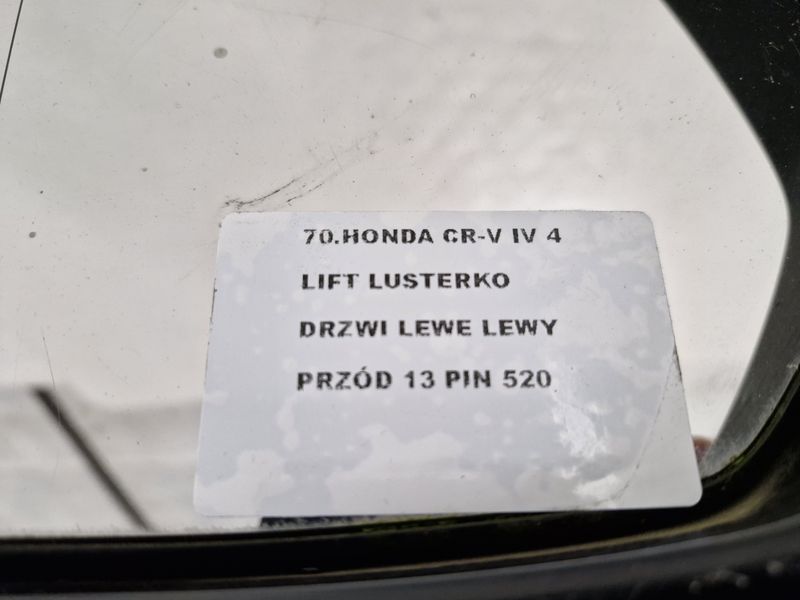 70.HONDA CR-V IV 4
LIFT LUSTERKO
DRZWI LEWE LEWY
PRZÓD 13 PIN 520